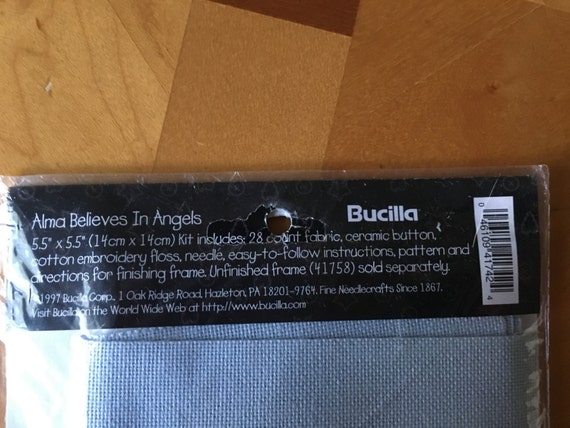 Alma Believes In Angels
Bucilla
5.5" x 5.5" (14cm x 14cm) Kit includes: 28 count fabric, ceramic button,
cotton embroidery floss, needle, easy-to-follow instructions, pattern and
directions for finishing frame. Unfinished frame (41758) sold separately.
©1997 Bucilla Corp. 1 Oak Ridge Road, Hazleton, PA 18201-9764. Fine Needlecrafts Since 1867.
Visit Bucilla on the World Wide Web at http://www.bucilla.com
0 46109 41742 4